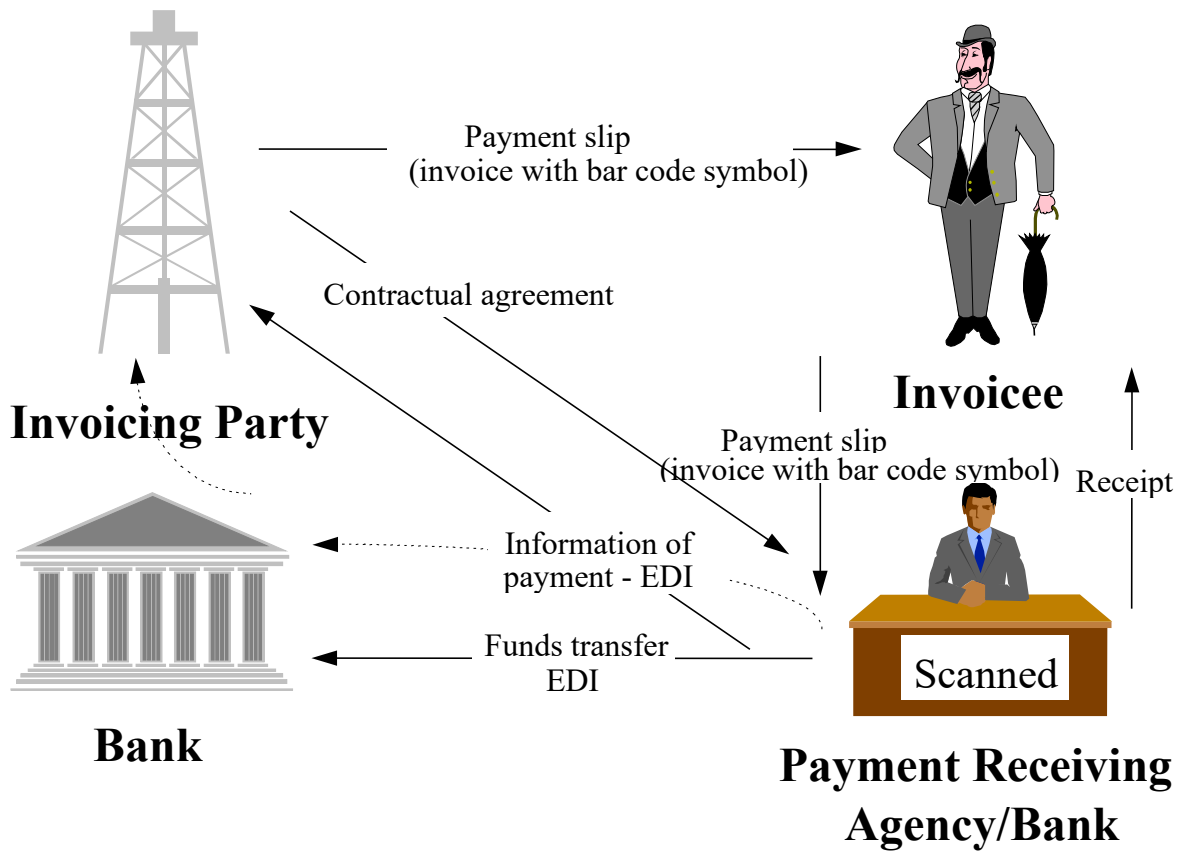 Payment slip
(invoice with bar code symbol)
Contractual agreement
Invoicee
Invoicing Party
Payment slip
(invoice with bar code symbol)
Receipt
Information of
payment - EDI
Funds transfer
EDI
Scanned
Bank
Payment Receiving
Agency/Bank